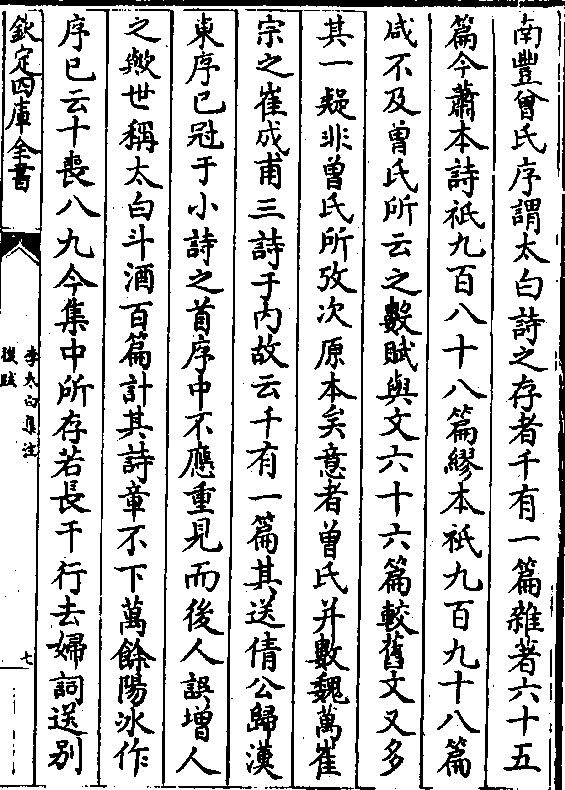 南豐曾氏序謂太白詩之存者千有一篇雜著六十五
篇今蕭本詩祇九百八十八篇繆本祇九百九十八篇
咸不及曾氏所云之數賦與文六十六篇較舊文又多
其一疑非曾氏所攷次原本矣意者曾氏并數魏萬崔
宗之崔成甫三詩于内故云千有一篇其送倩公歸漢
東序已冠于小詩之首序中不應重見而後人誤增人
之歟世稱太白斗酒百篇計其詩章不下萬餘陽冰作
序已云十喪八九今集中所存若長干行去婦詞送别
欽定四庫全書
李太白集注
後跋
七